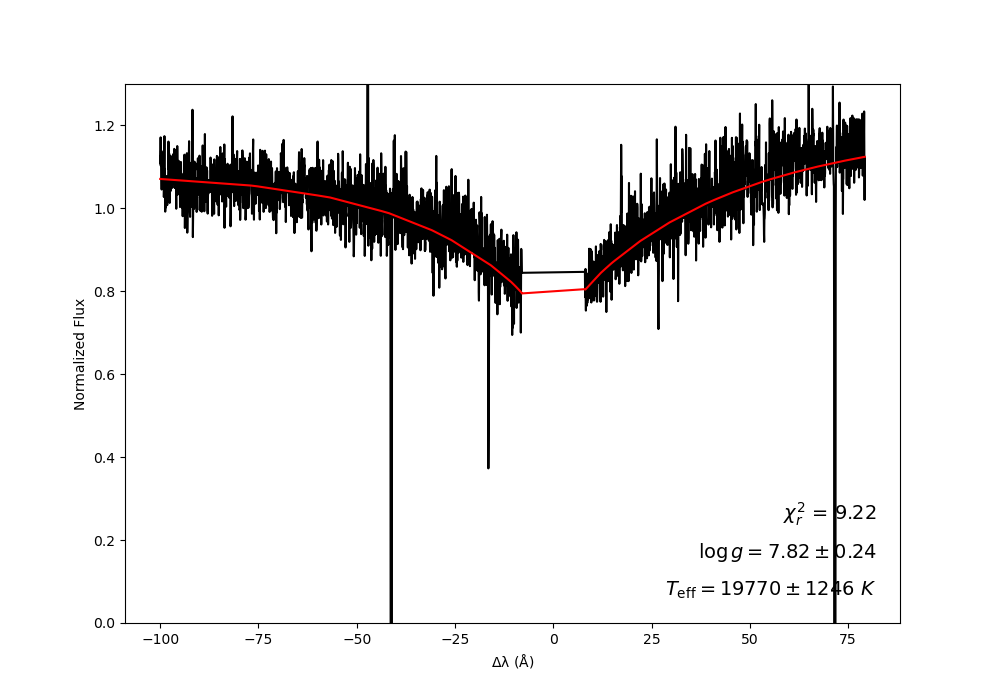 1.2
1.0
0.8
0.6
0.4
0.2
0.0
Normalized Flux
χ²ᵣ = 9.22
log g = 7.82 ± 0.24
T_eff = 19770 ± 1246 K
−100 −75 −50 −25 0 25 50 75
Δλ (Å)